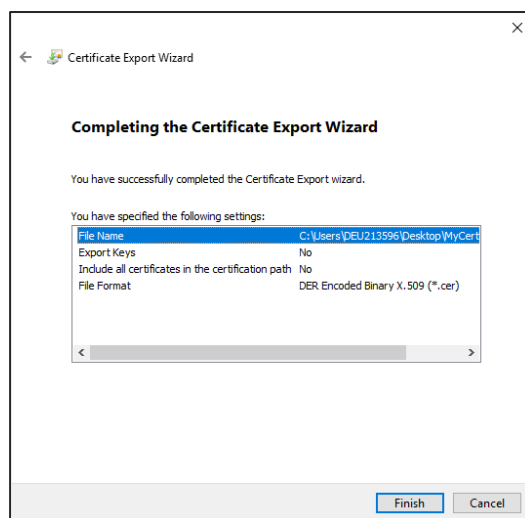 Certificate Export Wizard
Completing the Certificate Export Wizard
You have successfully completed the Certificate Export wizard.
You have specified the following settings:
File Name C:\Users\DEU213596\Desktop\MyCert
Export Keys No
Include all certificates in the certification path No
File Format DER Encoded Binary X.509 (*.cer)
Finish Cancel